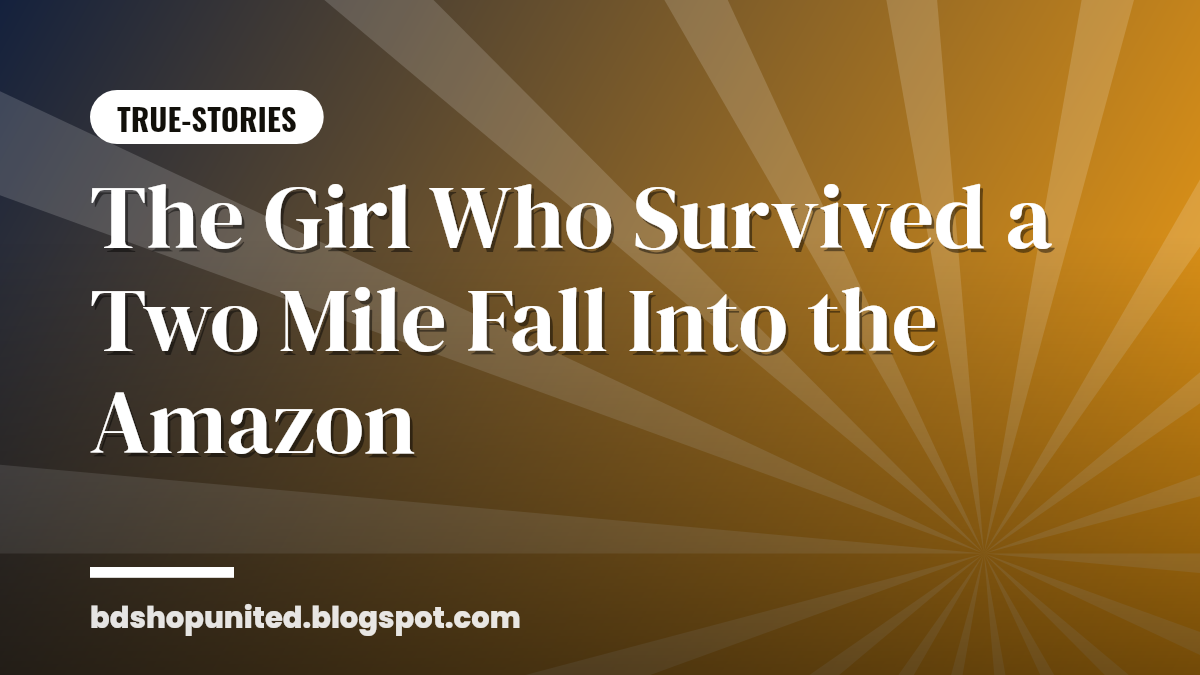 TRUE-STORIES
The Girl Who Survived a
Two Mile Fall Into the
Amazon
bdshopunited.blogspot.com